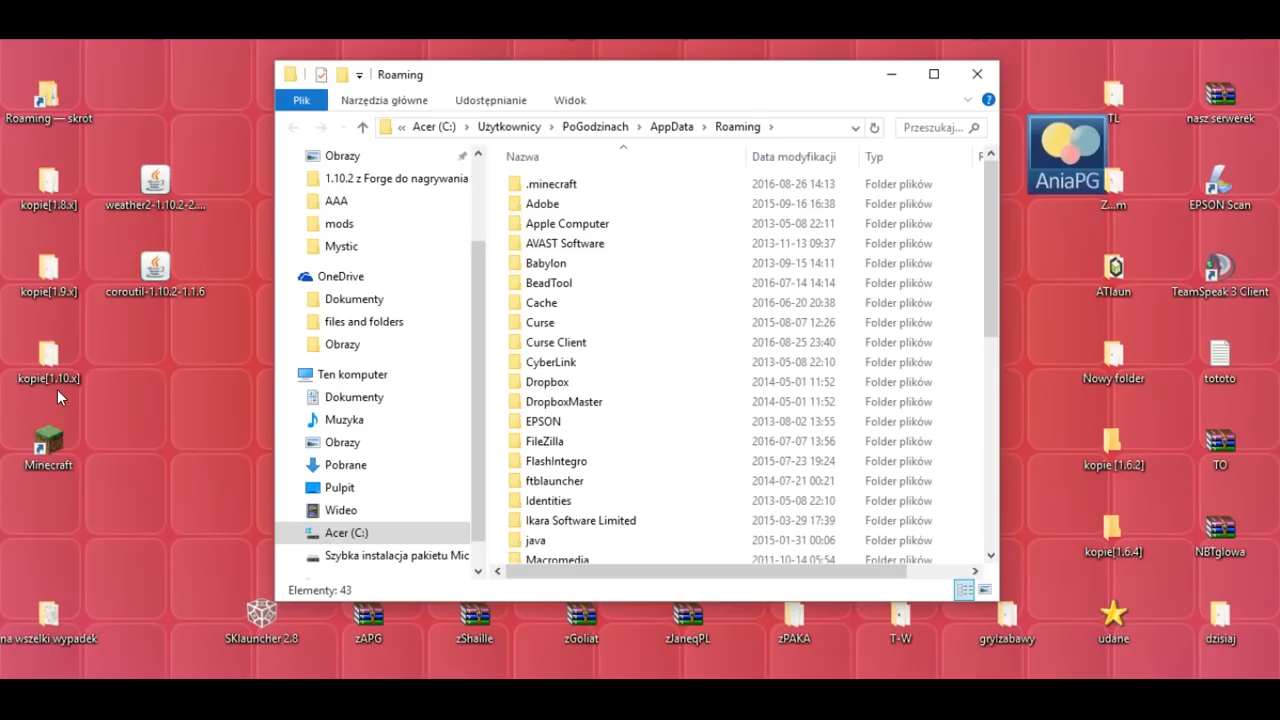 Roaming
Plik
Narzędzia główne
Udostępnianie
Widok
« Acer (C:) > Użytkownicy > PoGodzinach > AppData > Roaming >
Przeszukaj...
Obrazy
1.10.2 z Forge do nagrywania
AAA
mods
Mystic
OneDrive
Dokumenty
files and folders
Obrazy
Ten komputer
Dokumenty
Muzyka
Obrazy
Pobrane
Pulpit
Wideo
Acer (C:)
Szybka instalacja pakietu Mic
Nazwa Data modyfikacji Typ
.minecraft 2016-08-26 14:13 Folder plików
Adobe 2015-09-16 16:38 Folder plików
Apple Computer 2013-05-08 22:11 Folder plików
AVAST Software 2013-11-13 09:37 Folder plików
Babylon 2013-09-15 14:11 Folder plików
BeadTool 2016-07-14 14:14 Folder plików
Cache 2016-06-20 20:38 Folder plików
Curse 2015-08-07 12:26 Folder plików
Curse Client 2016-08-25 23:40 Folder plików
CyberLink 2013-05-08 22:10 Folder plików
Dropbox 2014-05-01 11:52 Folder plików
DropboxMaster 2014-05-01 11:52 Folder plików
EPSON 2013-08-02 13:55 Folder plików
FileZilla 2016-07-07 13:56 Folder plików
FlashIntegro 2015-07-23 19:24 Folder plików
ftblauncher 2014-07-21 00:21 Folder plików
Identities 2013-05-08 22:10 Folder plików
Ikara Software Limited 2015-03-29 17:39 Folder plików
java 2015-01-31 00:06 Folder plików
Macromedia 2011-10-14 05:54 Folder plików
Elementy: 43
Roaming — skrót
kopie[1.8.x]
weather2-1.10.2-2....
kopie[1.9.x]
coroutil-1.10.2-1.1.6
kopie[1.10.x]
Minecraft
TL
nasz serwerek
AniaPG
Z...m
EPSON Scan
ATlaun
TeamSpeak 3 Client
Nowy folder
tototo
kopie [1.6.2]
TO
kopie[1.6.4]
NBTglowa
na wszelki wypadek
SKlauncher 2.8
zAPG
zShaille
zGoliat
zJaneqPL
zPAKA
T-W
gryIzabawy
udane
dzisiaj